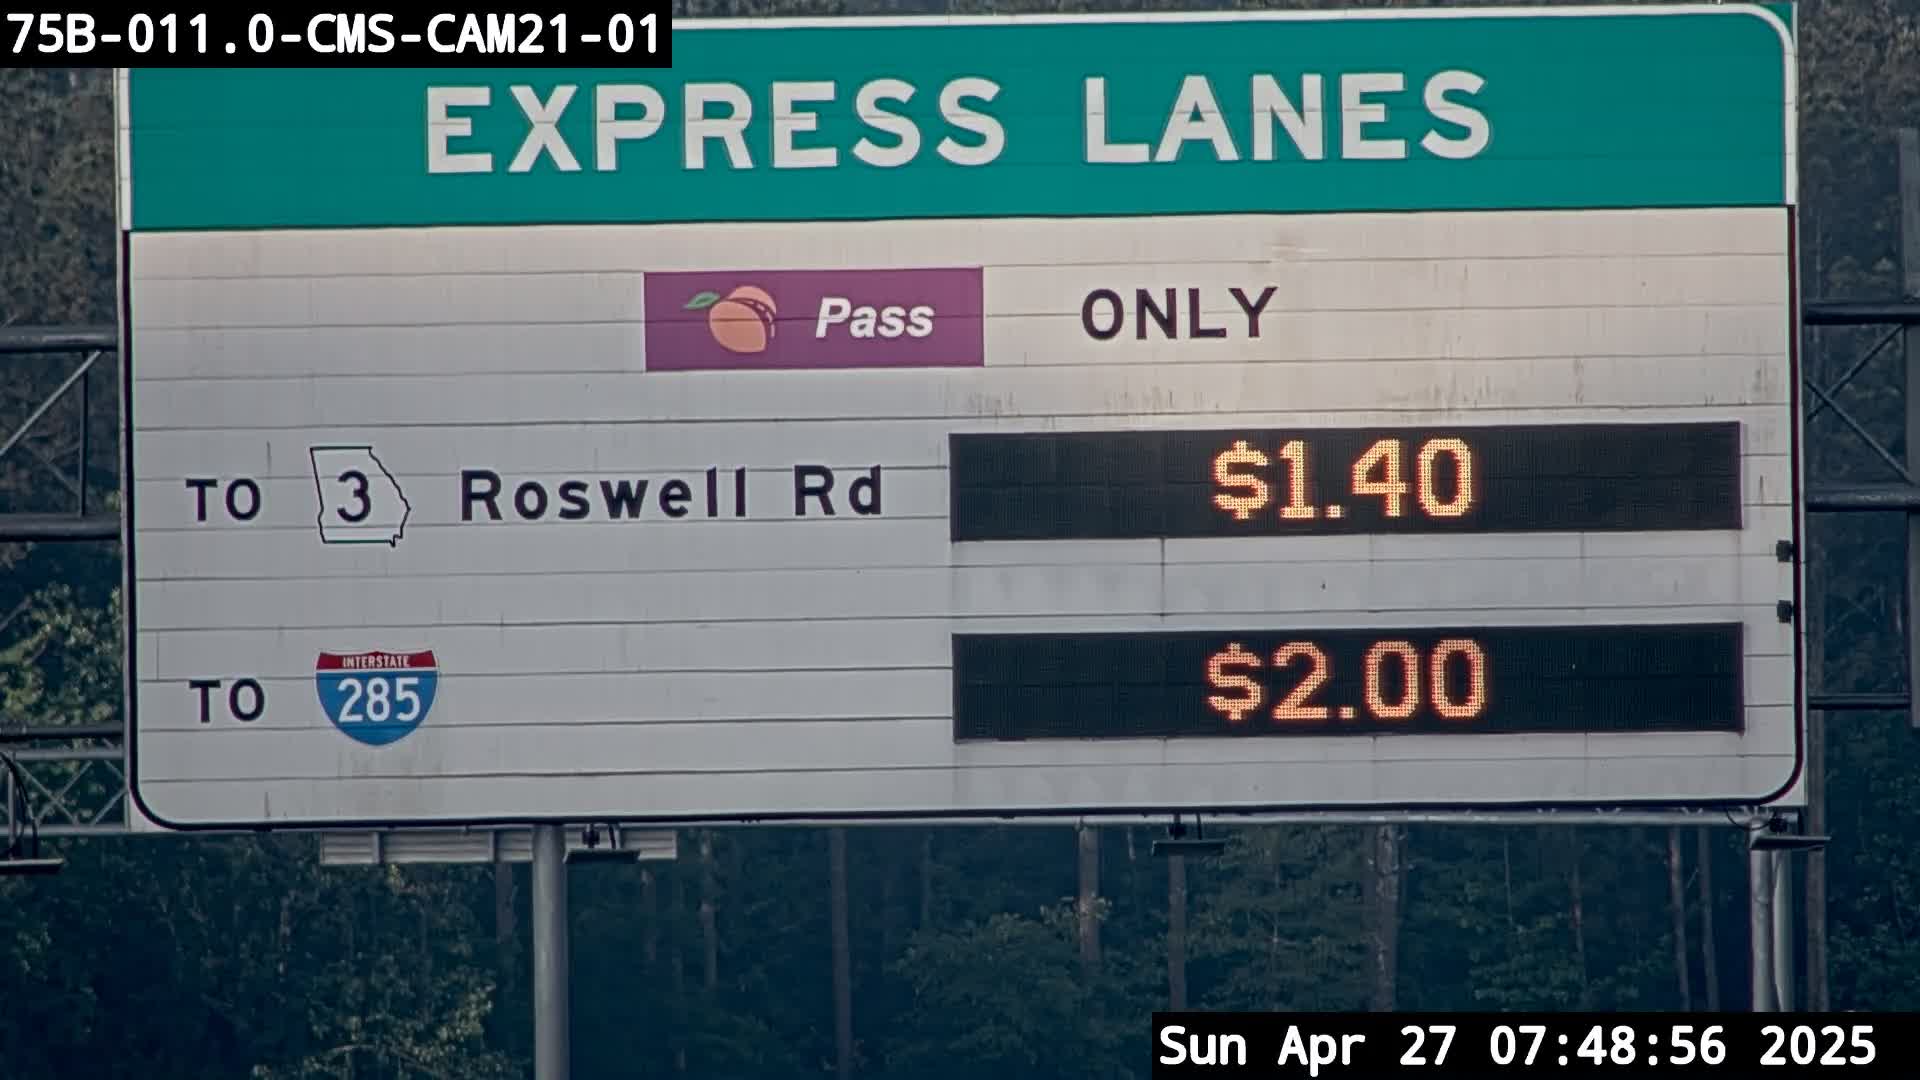 75B-011.0-CMS-CAM21-01
EXPRESS LANES
Pass ONLY
TO 3 Roswell Rd $1.40
INTERSTATE
TO 285 $2.00
Sun Apr 27 07:48:56 2025